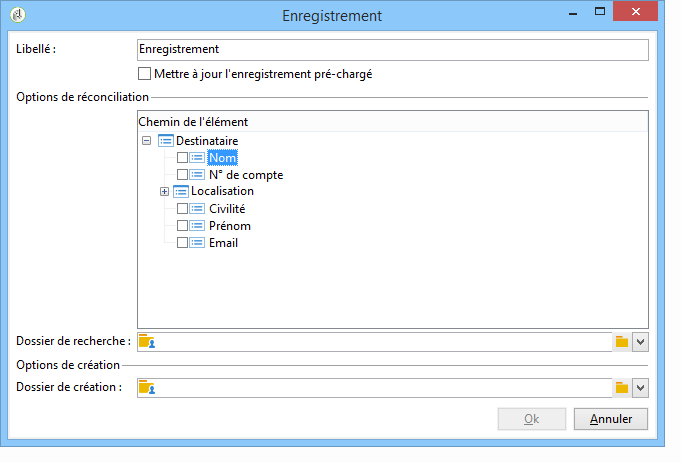 Enregistrement
Libellé : Enregistrement
Mettre à jour l'enregistrement pré-chargé
Options de réconciliation
Chemin de l'élément
Destinataire
Nom
N° de compte
Localisation
Civilité
Prénom
Email
Dossier de recherche :
Options de création
Dossier de création :
Ok Annuler